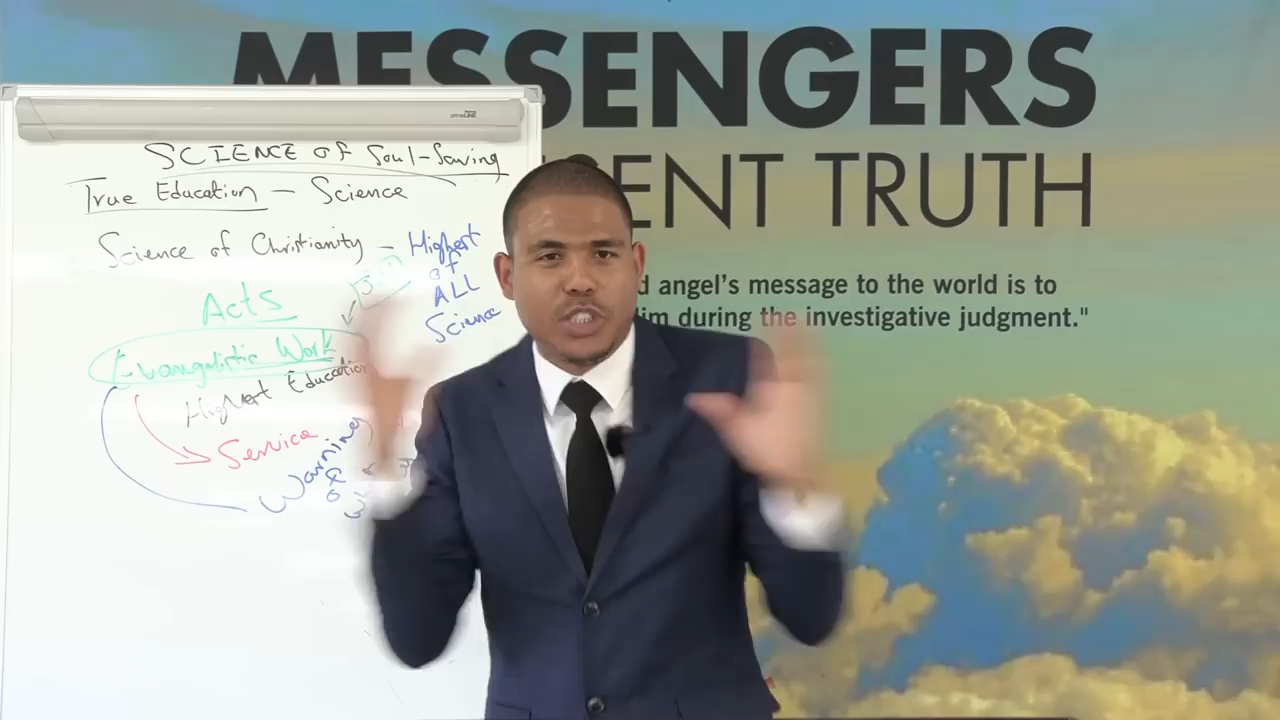 MESSENGERS
ENT TRUTH
d angel's message to the world is to
im during the investigative judgment."
SCIENCE OF Soul-Saving
True Education - Science
Science of Christianity - Highest
of
ALL
Science
Acts
Evangelistic Work
Highest Education
Service
Warning
&